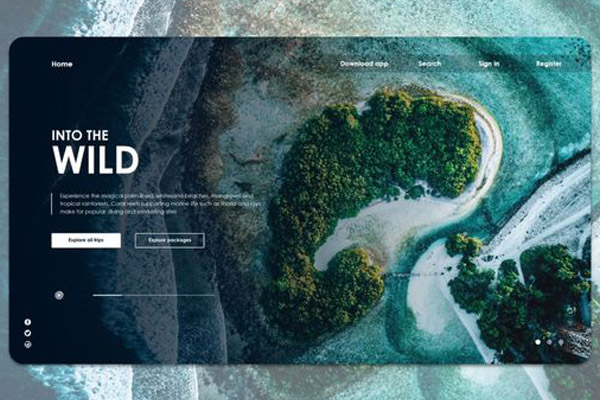 Home
Download app
Search
Sign in
Register
INTO THE
WILD
Experience the magical palm-lined, white-sand beaches, mangroves and
tropical rainforests. Coral reefs supporting marine life such as and rays
make for popular diving and snorkeling sites
Explore all trips
Explore packages